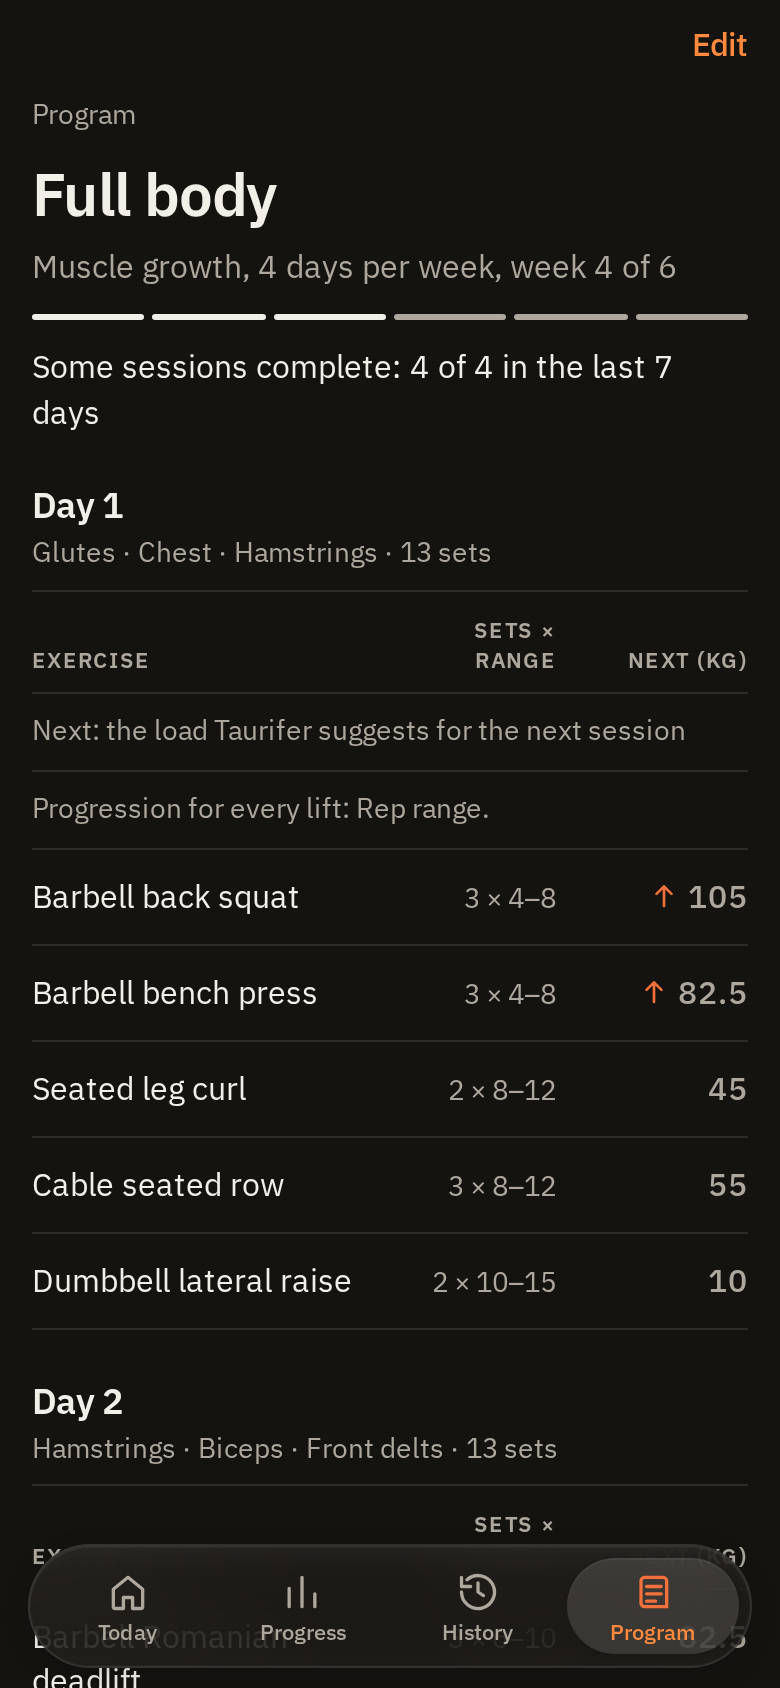 Edit
Program
Full body
Muscle growth, 4 days per week, week 4 of 6
Some sessions complete: 4 of 4 in the last 7
days
Day 1
Glutes · Chest · Hamstrings · 13 sets
SETS ×
EXERCISE RANGE NEXT (KG)
Next: the load Taurifer suggests for the next session
Progression for every lift: Rep range.
Barbell back squat 3 × 4–8 ↑ 105
Barbell bench press 3 × 4–8 ↑ 82.5
Seated leg curl 2 × 8–12 45
Cable seated row 3 × 8–12 55
Dumbbell lateral raise 2 × 10–15 10
Day 2
Hamstrings · Biceps · Front delts · 13 sets
SETS ×
Barbell Romanian
deadlift
Today Progress History Program